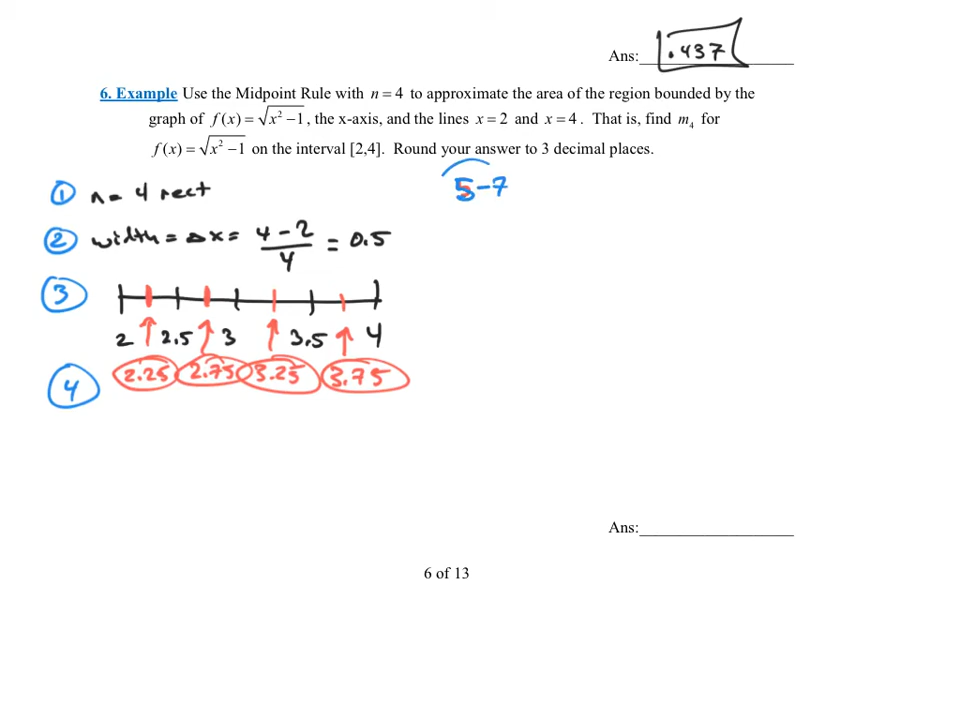 Ans: .437
6. Example Use the Midpoint Rule with n = 4 to approximate the area of the region bounded by the
graph of f(x) = √(x² − 1), the x-axis, and the lines x = 2 and x = 4. That is, find m₄ for
f(x) = √(x² − 1) on the interval [2,4]. Round your answer to 3 decimal places.
5-7
① n= 4 rect
② width = Δx = (4-2)/4 = 0.5
③
2 2.5 3 3.5 4
④ 2.25 2.75 3.25 3.75
Ans:
6 of 13